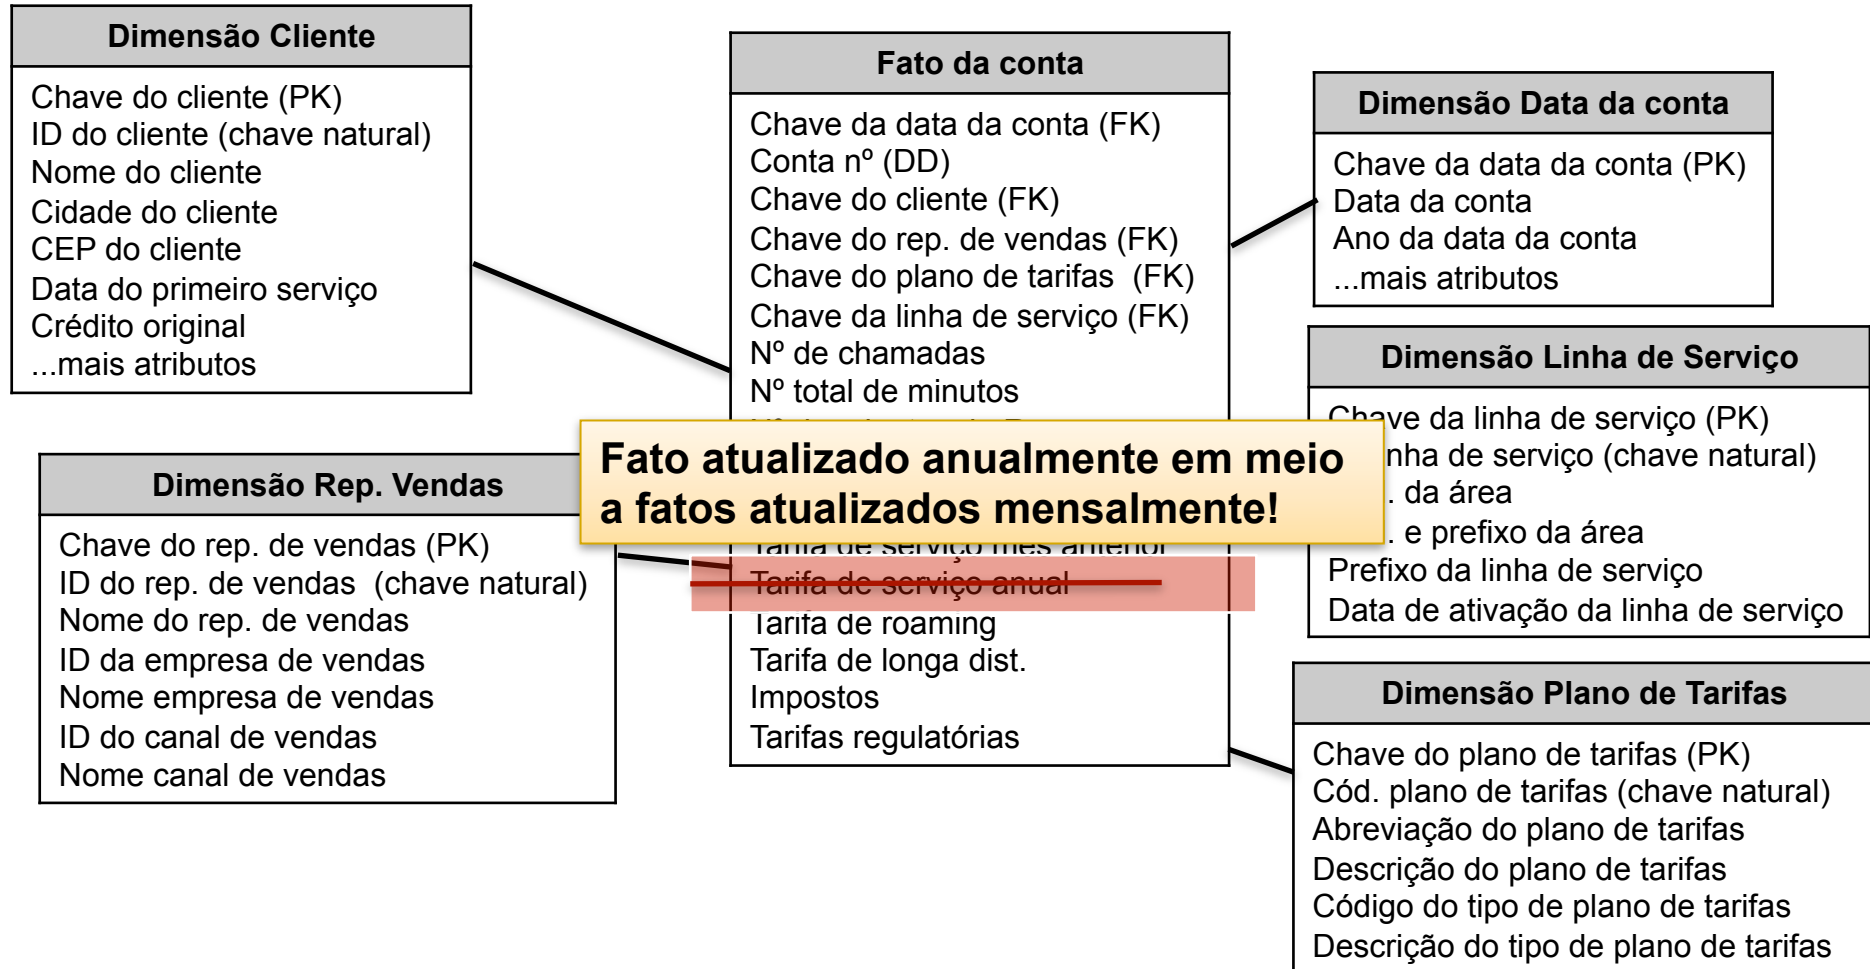 Dimensão Cliente
Chave do cliente (PK)
ID do cliente (chave natural)
Nome do cliente
Cidade do cliente
CEP do cliente
Data do primeiro serviço
Crédito original
...mais atributos
Fato da conta
Chave da data da conta (FK)
Conta nº (DD)
Chave do cliente (FK)
Chave do rep. de vendas (FK)
Chave do plano de tarifas (FK)
Chave da linha de serviço (FK)
Nº de chamadas
Nº total de minutos
Fato atualizado anualmente em meio
a fatos atualizados mensalmente!
Tarifa de serviço mês anterior
Tarifa de serviço anual
Tarifa de roaming
Tarifa de longa dist.
Impostos
Tarifas regulatórias
Dimensão Data da conta
Chave da data da conta (PK)
Data da conta
Ano da data da conta
...mais atributos
Dimensão Linha de Serviço
Chave da linha de serviço (PK)
de serviço (chave natural)
da área
e prefixo da área
Prefixo da linha de serviço
Data de ativação da linha de serviço
Dimensão Rep. Vendas
Chave do rep. de vendas (PK)
ID do rep. de vendas (chave natural)
Nome do rep. de vendas
ID da empresa de vendas
Nome empresa de vendas
ID do canal de vendas
Nome canal de vendas
Dimensão Plano de Tarifas
Chave do plano de tarifas (PK)
Cód. plano de tarifas (chave natural)
Abreviação do plano de tarifas
Descrição do plano de tarifas
Código do tipo de plano de tarifas
Descrição do tipo de plano de tarifas